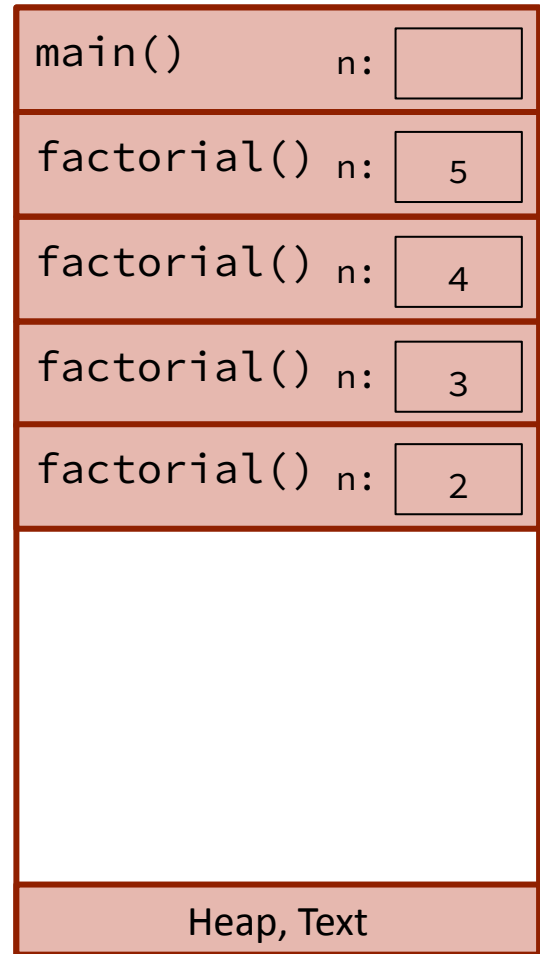 main() n:
factorial() n: 5
factorial() n: 4
factorial() n: 3
factorial() n: 2
Heap, Text